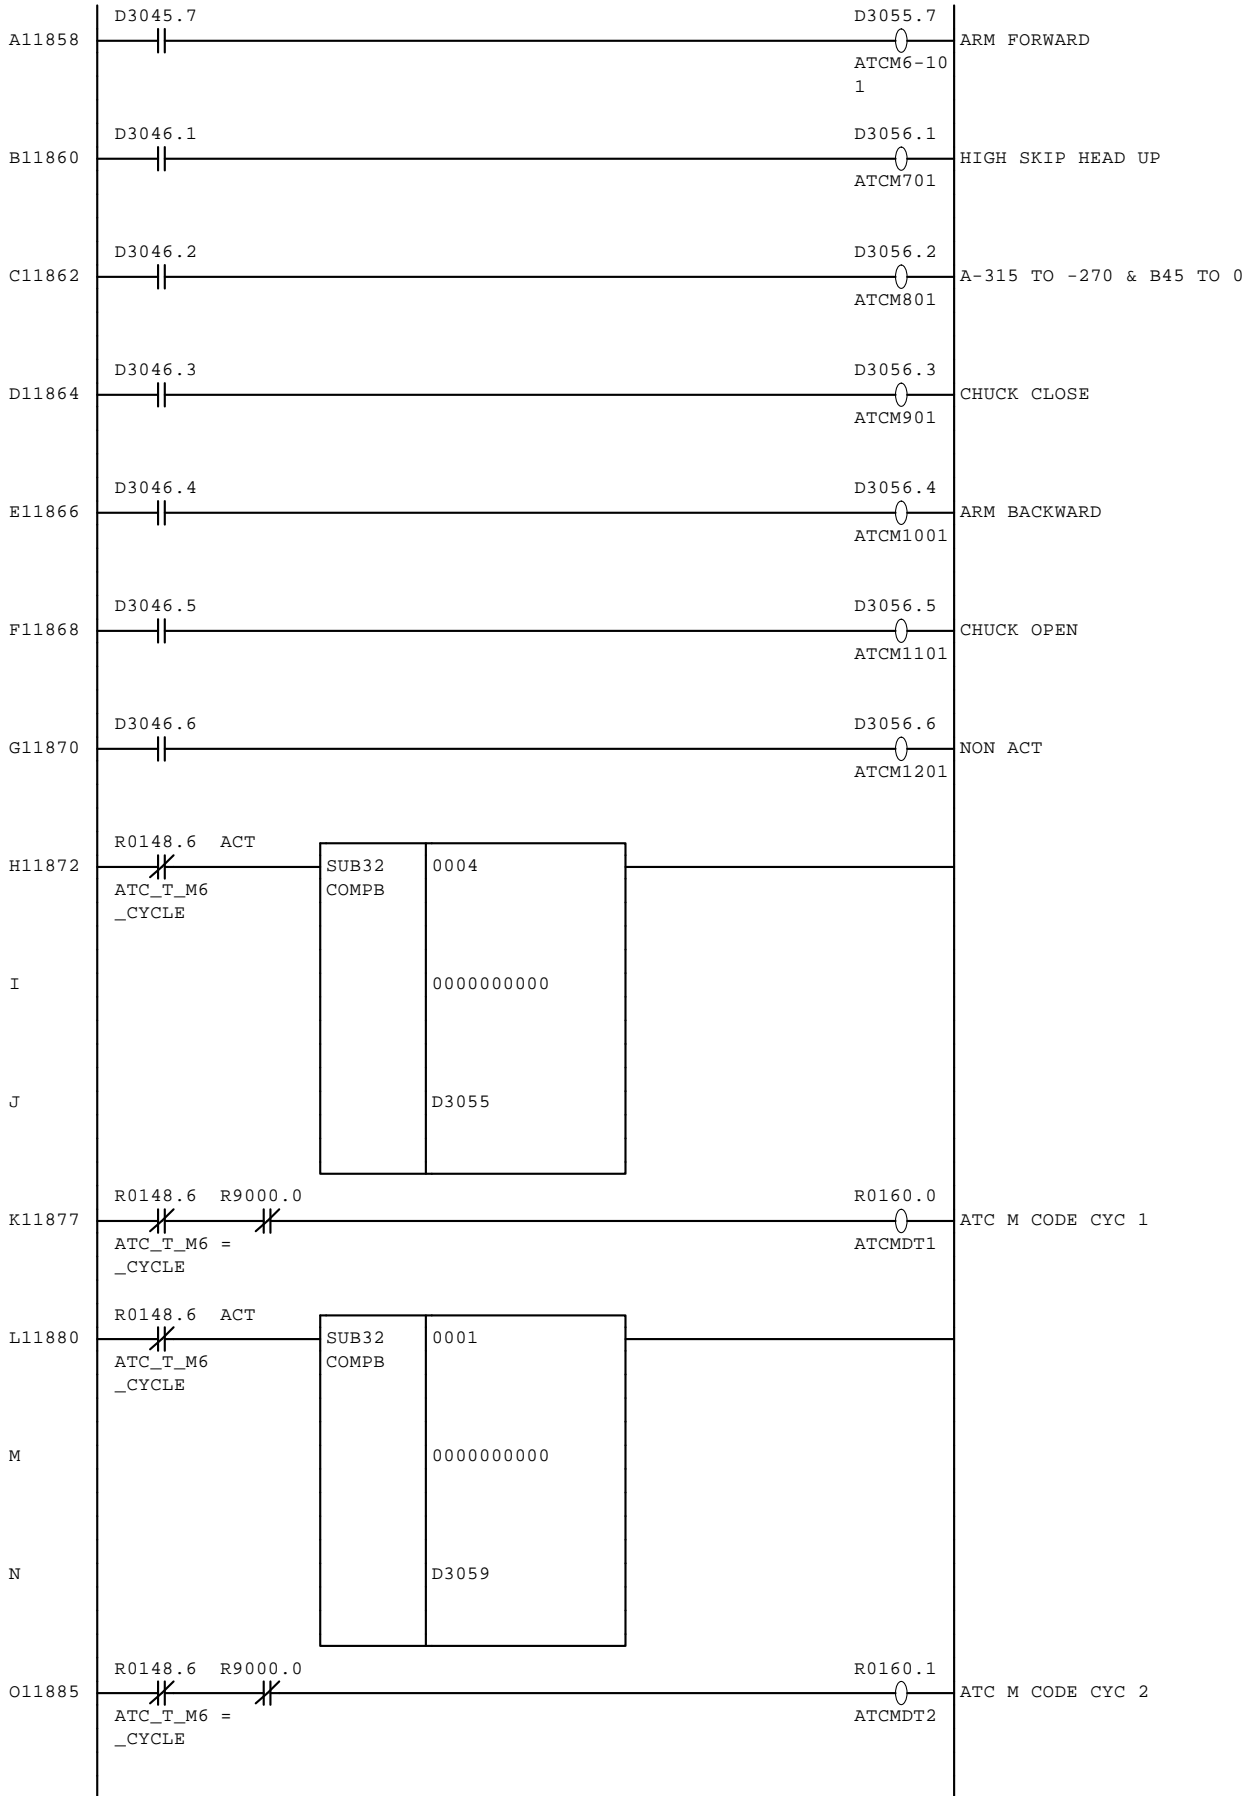 D3045.7 D3055.7
A11858 ARM FORWARD
ATCM6-10
1
D3046.1 D3056.1
B11860 HIGH SKIP HEAD UP
ATCM701
D3046.2 D3056.2
C11862 A-315 TO -270 & B45 TO 0
ATCM801
D3046.3 D3056.3
D11864 CHUCK CLOSE
ATCM901
D3046.4 D3056.4
E11866 ARM BACKWARD
ATCM1001
D3046.5 D3056.5
F11868 CHUCK OPEN
ATCM1101
D3046.6 D3056.6
G11870 NON ACT
ATCM1201
R0148.6 ACT
H11872 SUB32 0004
ATC_T_M6 COMPB
_CYCLE
I 0000000000
J D3055
R0148.6 R9000.0 R0160.0
K11877 ATC M CODE CYC 1
ATC_T_M6 = ATCMDT1
_CYCLE
R0148.6 ACT
L11880 SUB32 0001
ATC_T_M6 COMPB
_CYCLE
M 0000000000
N D3059
R0148.6 R9000.0 R0160.1
O11885 ATC M CODE CYC 2
ATC_T_M6 = ATCMDT2
_CYCLE